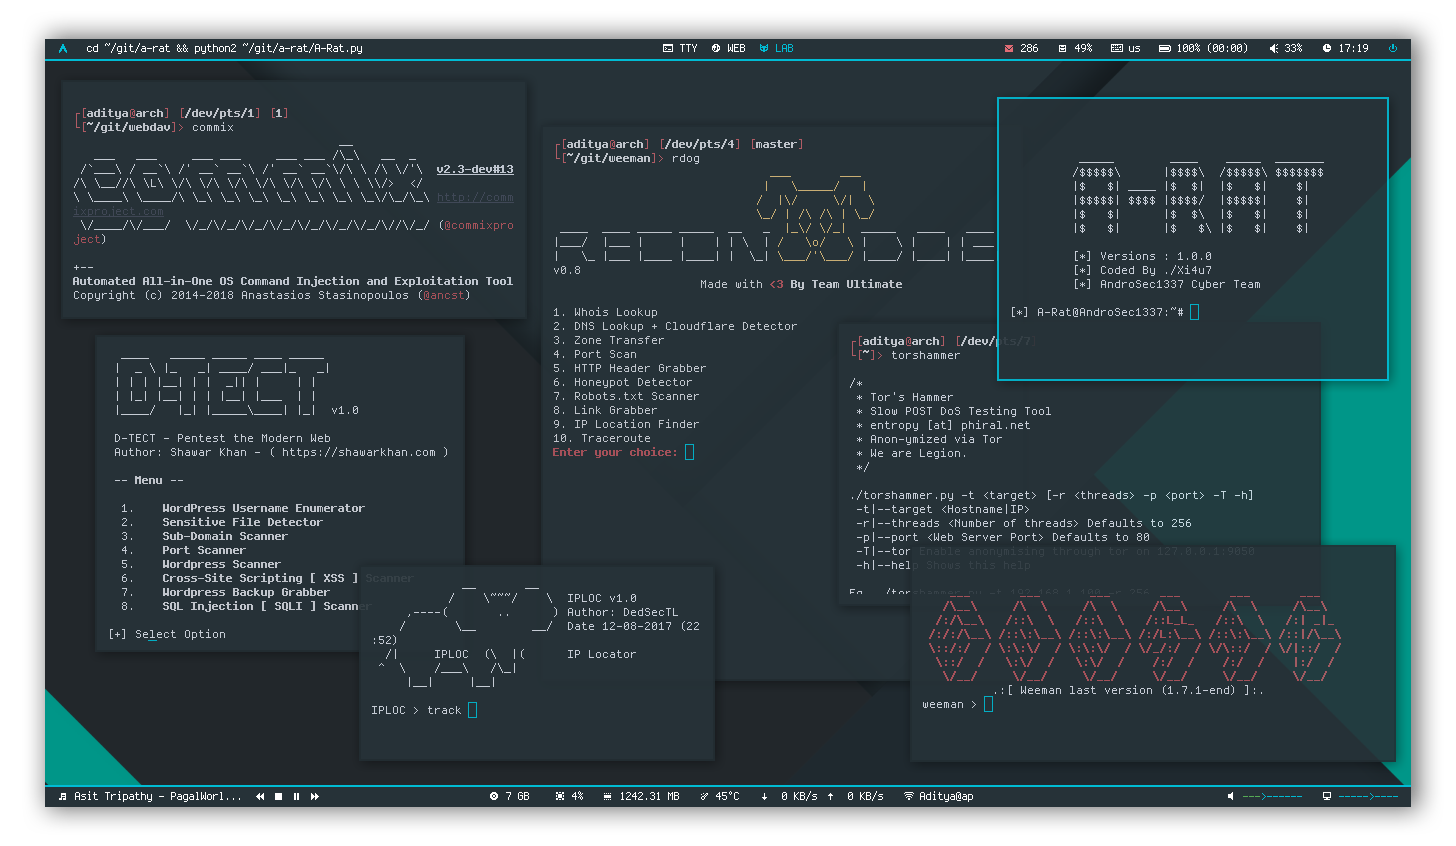 cd ~/git/a-rat && python2 ~/git/a-rat/A-Rat.py
TTY WEB LAB
286 49% us 100% (00:00) 33% 17:19
[aditya@arch] [/dev/pts/1] [1]
[~/git/webdav]> commix
v2.3-dev#13
http://commixproject.com
(@commixproject)
+--
Automated All-in-One OS Command Injection and Exploitation Tool
Copyright (c) 2014-2018 Anastasios Stasinopoulos (@ancst)
[aditya@arch] [/dev/pts/4] [master]
[~/git/weeman]> rdog
v0.8
Made with <3 By Team Ultimate
1. Whois Lookup
2. DNS Lookup + Cloudflare Detector
3. Zone Transfer
4. Port Scan
5. HTTP Header Grabber
6. Honeypot Detector
7. Robots.txt Scanner
8. Link Grabber
9. IP Location Finder
10. Traceroute
Enter your choice:
A-RAT
[*] Versions : 1.0.0
[*] Coded By ./Xi4u7
[*] AndroSec1337 Cyber Team
[*] A-Rat@AndroSec1337:~#
[aditya@arch] [/dev/pts/7]
[~]> torshammer
/*
* Tor's Hammer
* Slow POST DoS Testing Tool
* entropy [at] phiral.net
* Anon-ymized via Tor
* We are Legion.
*/
./torshammer.py -t <target> [-r <threads> -p <port> -T -h]
-t|--target <Hostname|IP>
-r|--threads <Number of threads> Defaults to 256
-p|--port <Web Server Port> Defaults to 80
-T|--tor Enable anonymising through tor on 127.0.0.1:9050
-h|--help Shows this help
Eg. ./torshammer.py -t 192.168.1.100 -r 256
D-TECT
v1.0
D-TECT - Pentest the Modern Web
Author: Shawar Khan - ( https://shawarkhan.com )
-- Menu --
1. WordPress Username Enumerator
2. Sensitive File Detector
3. Sub-Domain Scanner
4. Port Scanner
5. Wordpress Scanner
6. Cross-Site Scripting [ XSS ] Scanner
7. Wordpress Backup Grabber
8. SQL Injection [ SQLI ] Scanner
[+] Select Option
IPLOC v1.0
Author: DedSecTL
Date 12-08-2017 (22:52)
IPLOC
IP Locator
IPLOC > track
.:[ Weeman last version (1.7.1-end) ]:.
weeman >
Asit Tripathy - PagalWorl...
7 GB 4% 1242.31 MB 45°C 0 KB/s 0 KB/s Aditya@ap
--->------ ----->----